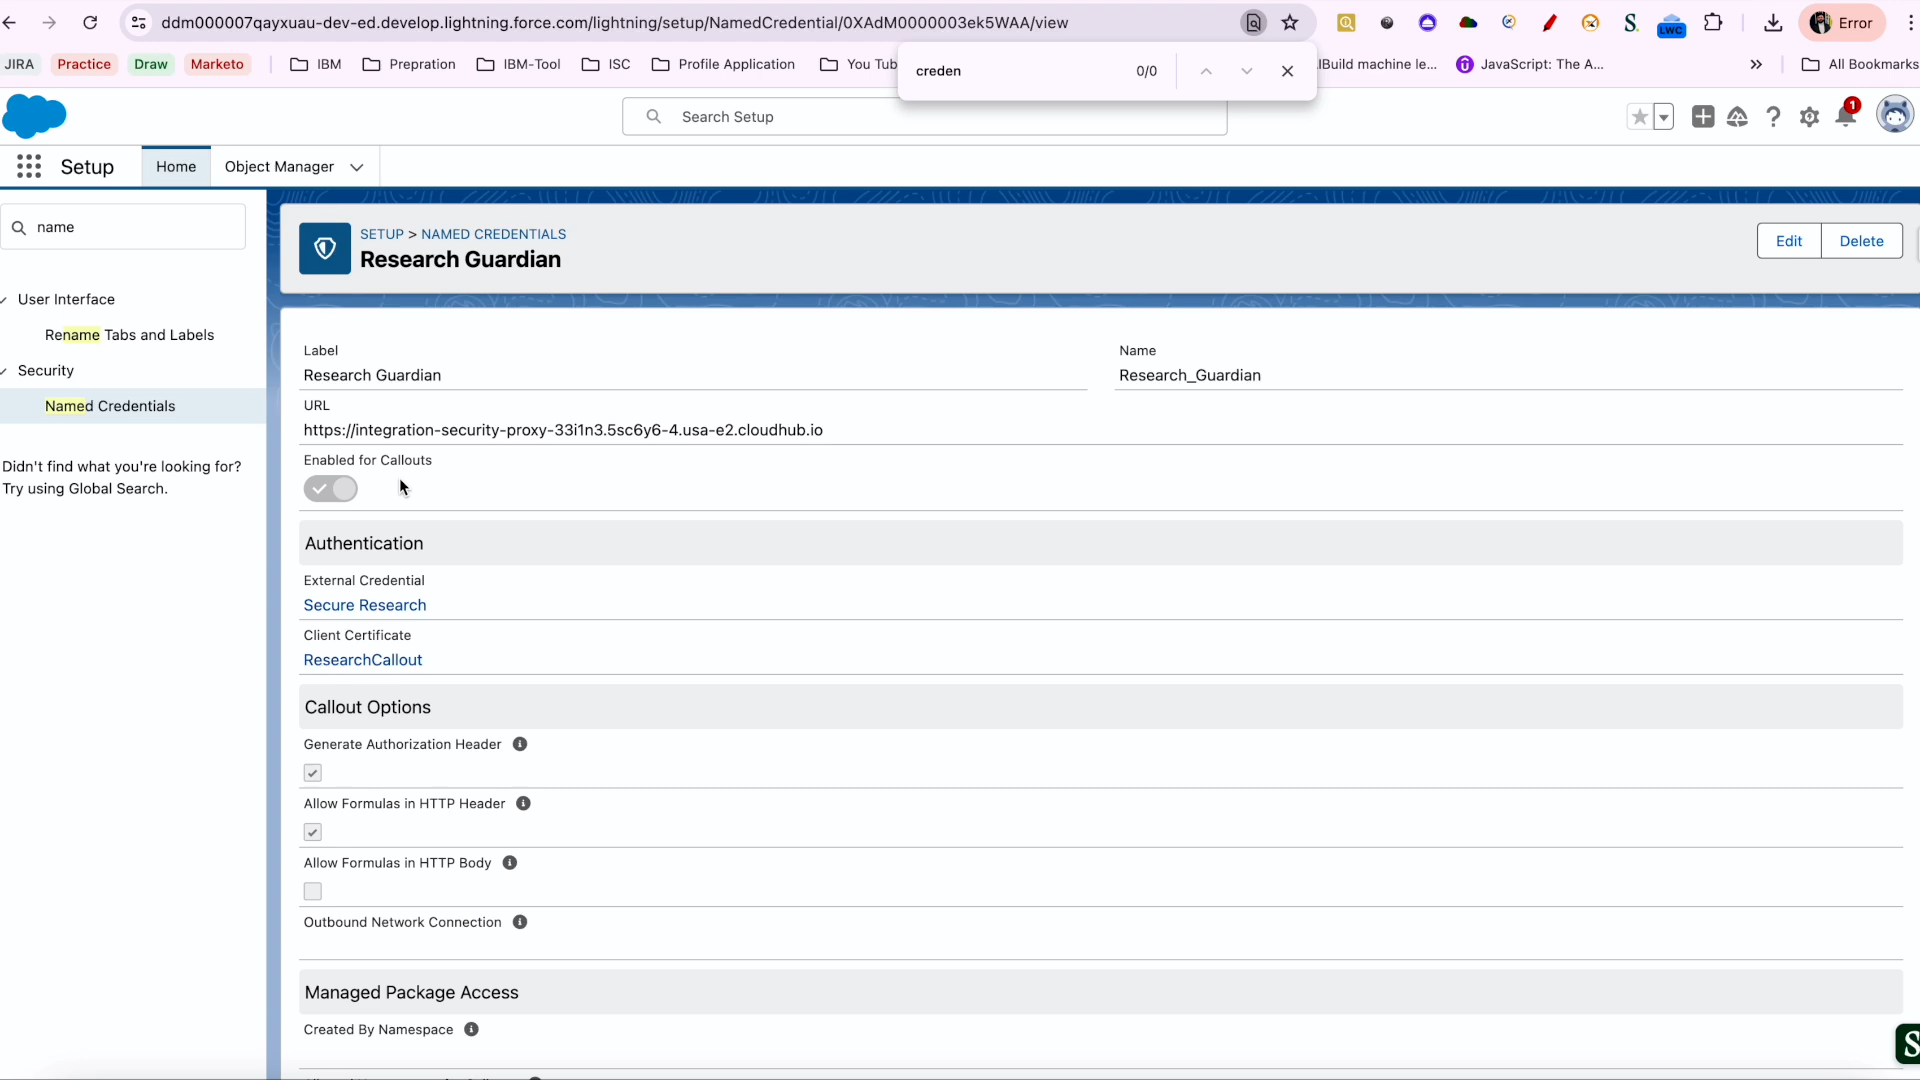 ddm000007qayxuau-dev-ed.develop.lightning.force.com/lightning/setup/NamedCredential/0XAdM0000003ek5WAA/view
LWC
S.
Error
JIRA Practice Draw Marketo IBM Prepration IBM-Tool ISC Profile Application You Tub
creden 0/0
Build machine le... JavaScript: The A... » All Bookmarks
Search Setup
1
Setup Home Object Manager
name
User Interface
Rename Tabs and Labels
Security
Named Credentials
Didn't find what you're looking for?
Try using Global Search.
SETUP > NAMED CREDENTIALS
Research Guardian
Edit Delete
Label
Research Guardian
Name
Research_Guardian
URL
https://integration-security-proxy-33i1n3.5sc6y6-4.usa-e2.cloudhub.io
Enabled for Callouts
Authentication
External Credential
Secure Research
Client Certificate
ResearchCallout
Callout Options
Generate Authorization Header
Allow Formulas in HTTP Header
Allow Formulas in HTTP Body
Outbound Network Connection
Managed Package Access
Created By Namespace
S